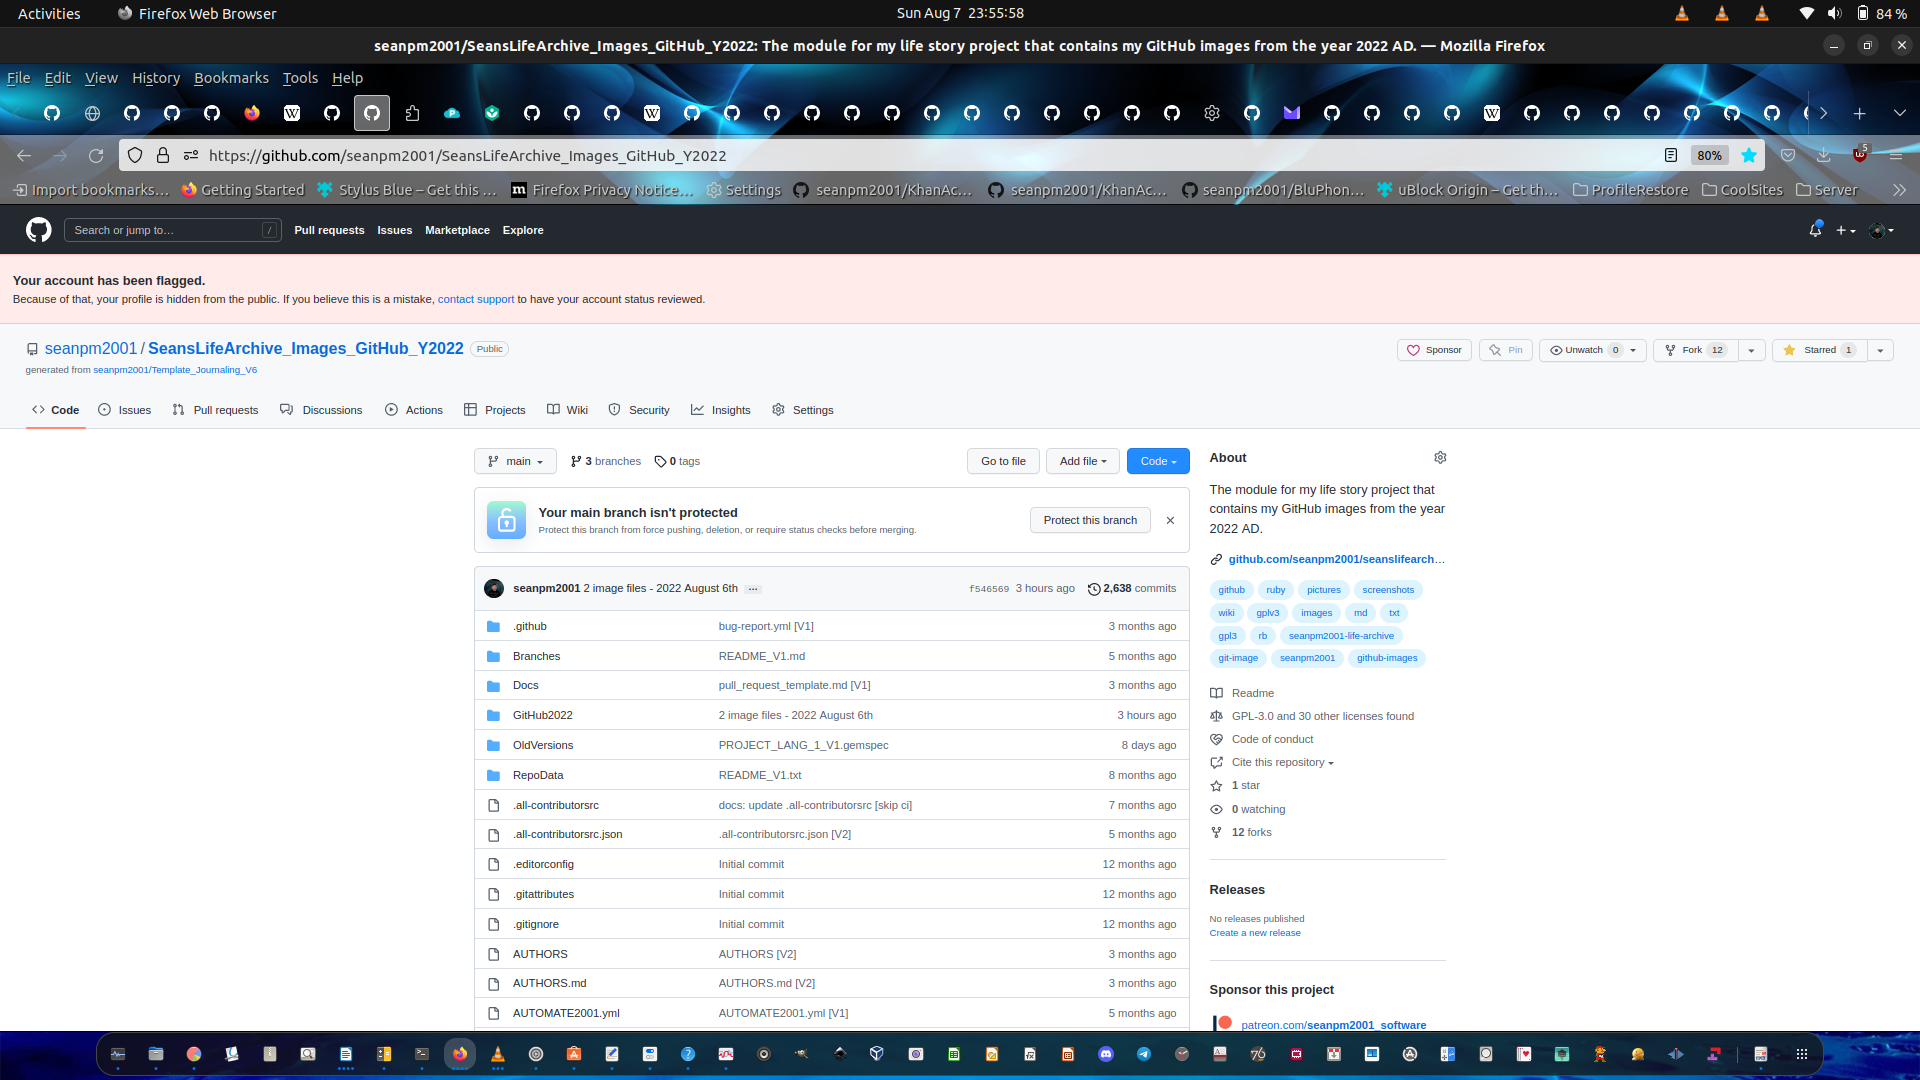 Activities Firefox Web Browser Sun Aug 7 23:55:58 84 %
seanpm2001/SeansLifeArchive_Images_GitHub_Y2022: The module for my life story project that contains my GitHub images from the year 2022 AD. — Mozilla Firefox
File Edit View History Bookmarks Tools Help
https://github.com/seanpm2001/SeansLifeArchive_Images_GitHub_Y2022 80% 5
Import bookmarks… Getting Started Stylus Blue – Get this … Firefox Privacy Notice… Settings seanpm2001/KhanAc… seanpm2001/KhanAc… seanpm2001/BluPhon… uBlock Origin – Get th… ProfileRestore CoolSites Server
Search or jump to… / Pull requests Issues Marketplace Explore
Your account has been flagged.
Because of that, your profile is hidden from the public. If you believe this is a mistake, contact support to have your account status reviewed.
seanpm2001 / SeansLifeArchive_Images_GitHub_Y2022 Public Sponsor Pin Unwatch 0 Fork 12 Starred 1
generated from seanpm2001/Template_Journaling_V6
Code Issues Pull requests Discussions Actions Projects Wiki Security Insights Settings
main 3 branches 0 tags Go to file Add file Code
Your main branch isn't protected
Protect this branch from force pushing, deletion, or require status checks before merging.
Protect this branch
seanpm2001 2 image files - 2022 August 6th … f546569 3 hours ago 2,638 commits
.github bug-report.yml [V1] 3 months ago
Branches README_V1.md 5 months ago
Docs pull_request_template.md [V1] 3 months ago
GitHub2022 2 image files - 2022 August 6th 3 hours ago
OldVersions PROJECT_LANG_1_V1.gemspec 8 days ago
RepoData README_V1.txt 8 months ago
.all-contributorsrc docs: update .all-contributorsrc [skip ci] 7 months ago
.all-contributorsrc.json .all-contributorsrc.json [V2] 5 months ago
.editorconfig Initial commit 12 months ago
.gitattributes Initial commit 12 months ago
.gitignore Initial commit 12 months ago
AUTHORS AUTHORS [V2] 3 months ago
AUTHORS.md AUTHORS.md [V2] 3 months ago
AUTOMATE2001.yml AUTOMATE2001.yml [V1] 5 months ago
About
The module for my life story project that
contains my GitHub images from the year
2022 AD.
github.com/seanpm2001/seanslifearch…
github ruby pictures screenshots
wiki gplv3 images md txt
gpl3 rb seanpm2001-life-archive
git-image seanpm2001 github-images
Readme
GPL-3.0 and 30 other licenses found
Code of conduct
Cite this repository
1 star
0 watching
12 forks
Releases
No releases published
Create a new release
Sponsor this project
patreon.com/seanpm2001_software